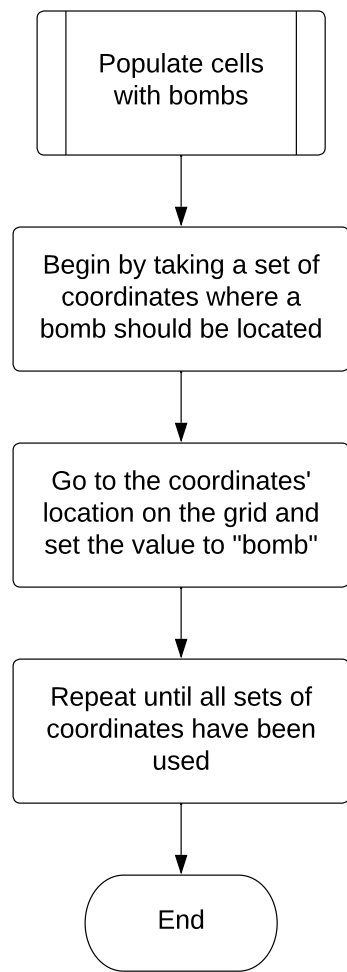 Populate cells
with bombs
Begin by taking a set of
coordinates where a
bomb should be located
Go to the coordinates'
location on the grid and
set the value to "bomb"
Repeat until all sets of
coordinates have been
used
End